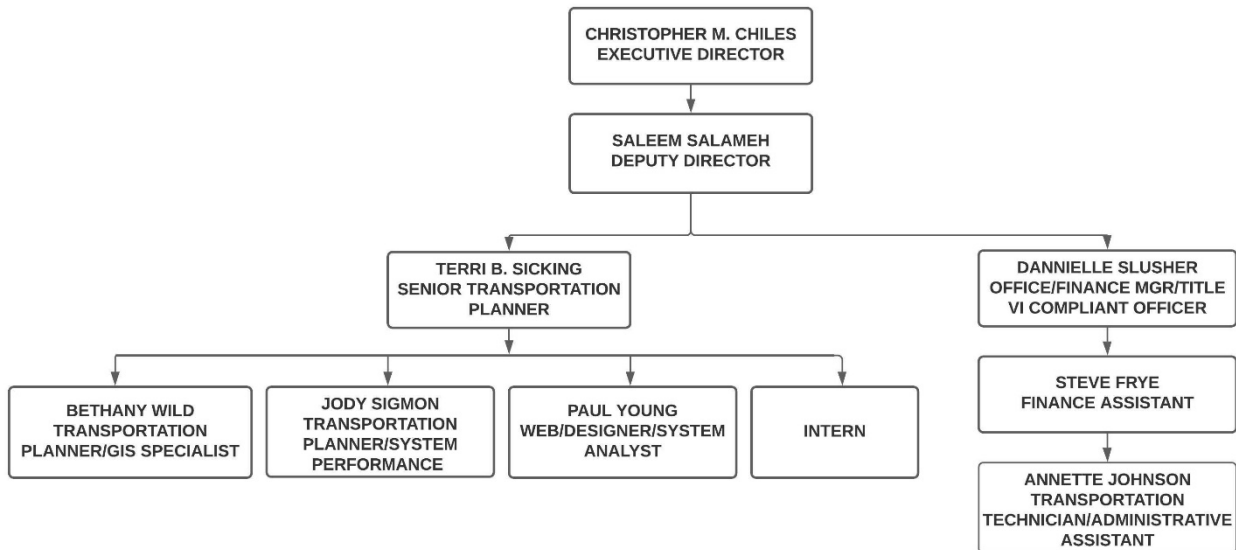 CHRISTOPHER M. CHILES
EXECUTIVE DIRECTOR
SALEEM SALAMEH
DEPUTY DIRECTOR
TERRI B. SICKING
SENIOR TRANSPORTATION
PLANNER
DANNIELLE SLUSHER
OFFICE/FINANCE MGR/TITLE
VI COMPLIANT OFFICER
BETHANY WILD
TRANSPORTATION
PLANNER/GIS SPECIALIST
JODY SIGMON
TRANSPORTATION
PLANNER/SYSTEM
PERFORMANCE
PAUL YOUNG
WEB/DESIGNER/SYSTEM
ANALYST
INTERN
STEVE FRYE
FINANCE ASSISTANT
ANNETTE JOHNSON
TRANSPORTATION
TECHNICIAN/ADMINISTRATIVE
ASSISTANT